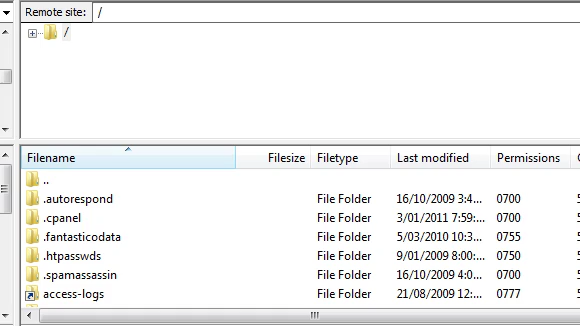 Remote site: /
/
Filename Filesize Filetype Last modified Permissions
..
.autorespond File Folder 16/10/2009 3:4... 0700
.cpanel File Folder 3/01/2011 7:59:... 0700
.fantasticodata File Folder 5/03/2010 10:3... 0755
.htpasswds File Folder 9/01/2009 8:00:... 0750
.spamassassin File Folder 16/10/2009 4:0... 0700
access-logs File Folder 21/08/2009 12:... 0777